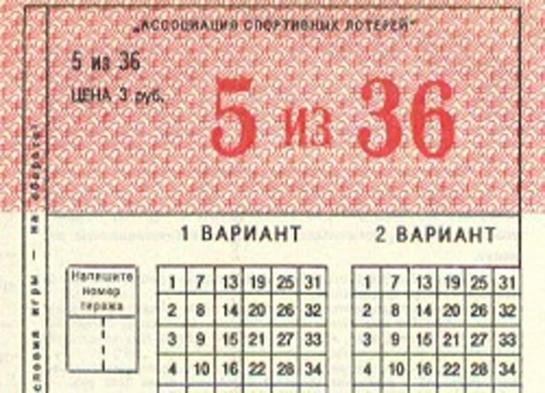 „АССОЦИАЦИЯ СПОРТИВНЫХ ЛОТЕРЕЙ"
5 из 36
ЦЕНА 3 руб.
5 из 36
1 ВАРИАНТ 2 ВАРИАНТ
Напишите
номер
тиража
1 7 13 19 25 31 1 7 13 19 25 31
2 8 14 20 26 32 2 8 14 20 26 32
3 9 15 21 27 33 3 9 15 21 27 33
4 10 16 22 28 34 4 10 16 22 28 34
словия игры — на обороте!